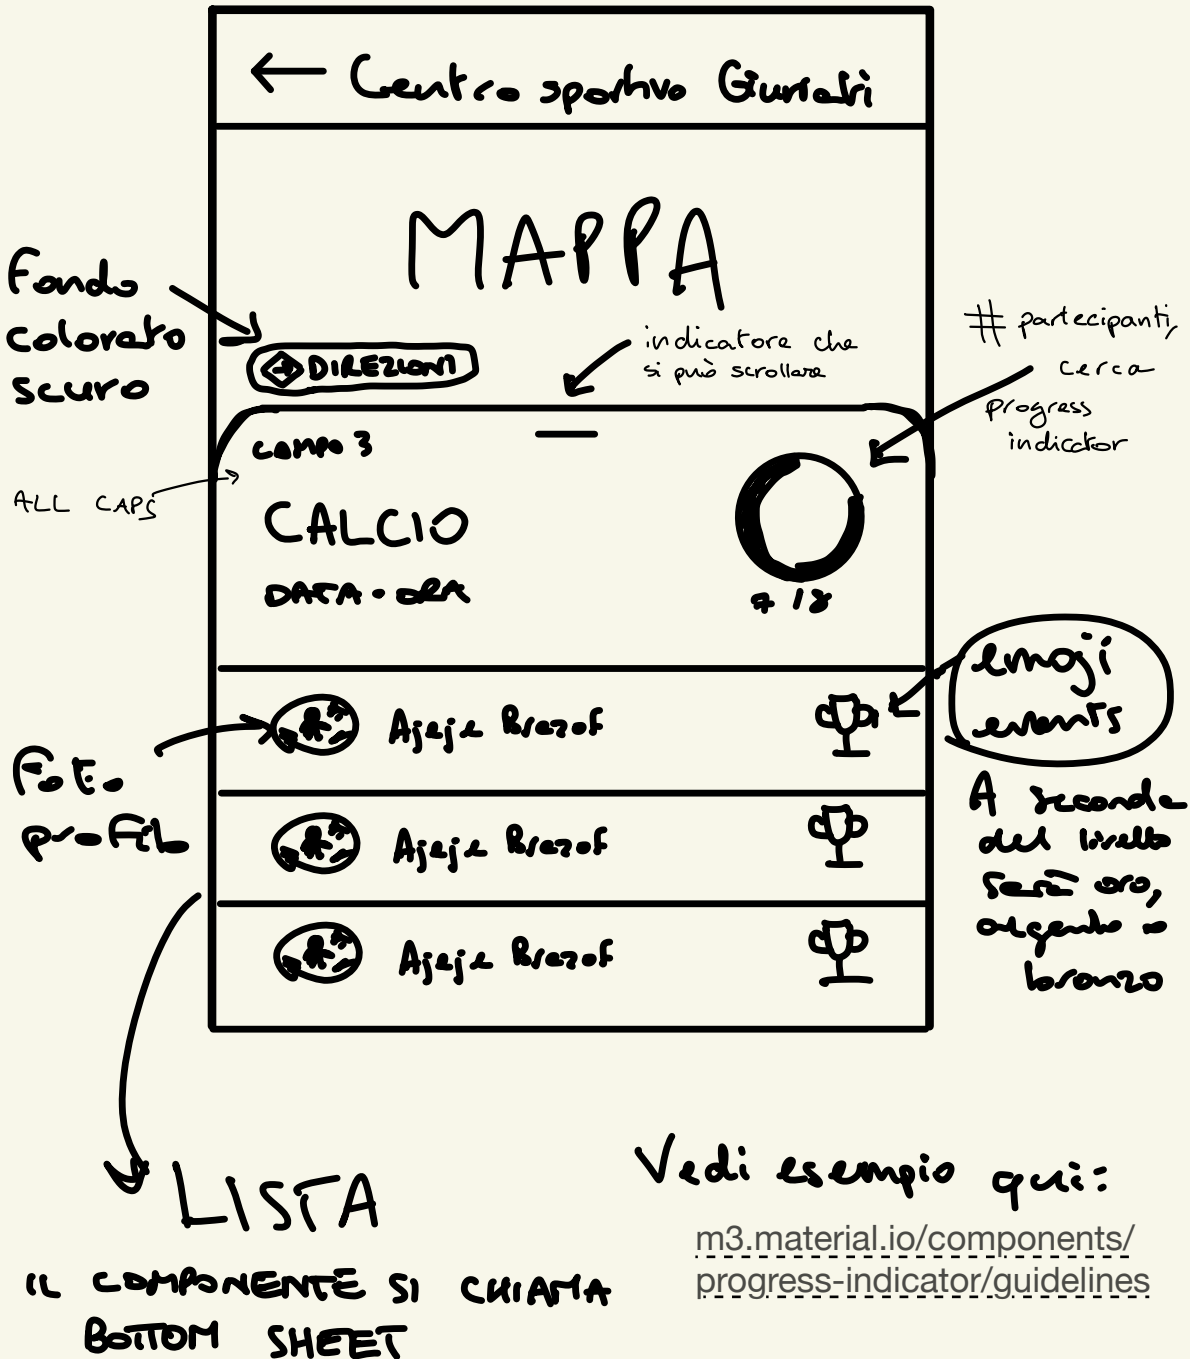 ← Centro sportivo Giuriati
MAPPA
Fondo
colorato
scuro
DIREZIONI
indicatore che
si può scrollare
# partecipanti,
cerca
progress
indicator
CAMPO 3
ALL CAPS
CALCIO
DATA • ORA
7 / 8
emoji
events
Ajeje Brazof
Foto
profilo
A seconda
del livello
sarà oro,
argento o
bronzo
Ajeje Brazof
Ajeje Brazof
LISTA
IL COMPONENTE SI CHIAMA
BOTTOM SHEET
Vedi esempio qui:
m3.material.io/components/
progress-indicator/guidelines